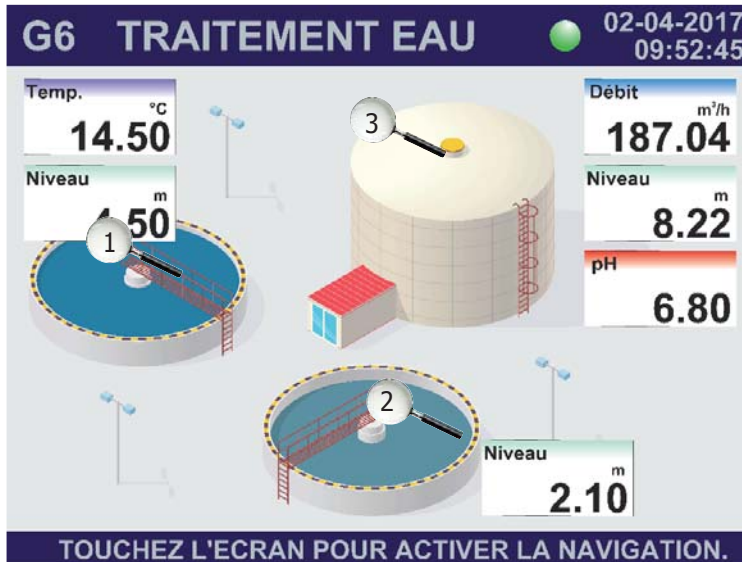 G6 TRAITEMENT EAU
02-04-2017
09:52:45
Temp.
°C
14.50
Niveau
m
4.50
1
3
Débit
m³/h
187.04
Niveau
m
8.22
pH
6.80
2
Niveau
m
2.10
TOUCHEZ L'ECRAN POUR ACTIVER LA NAVIGATION.